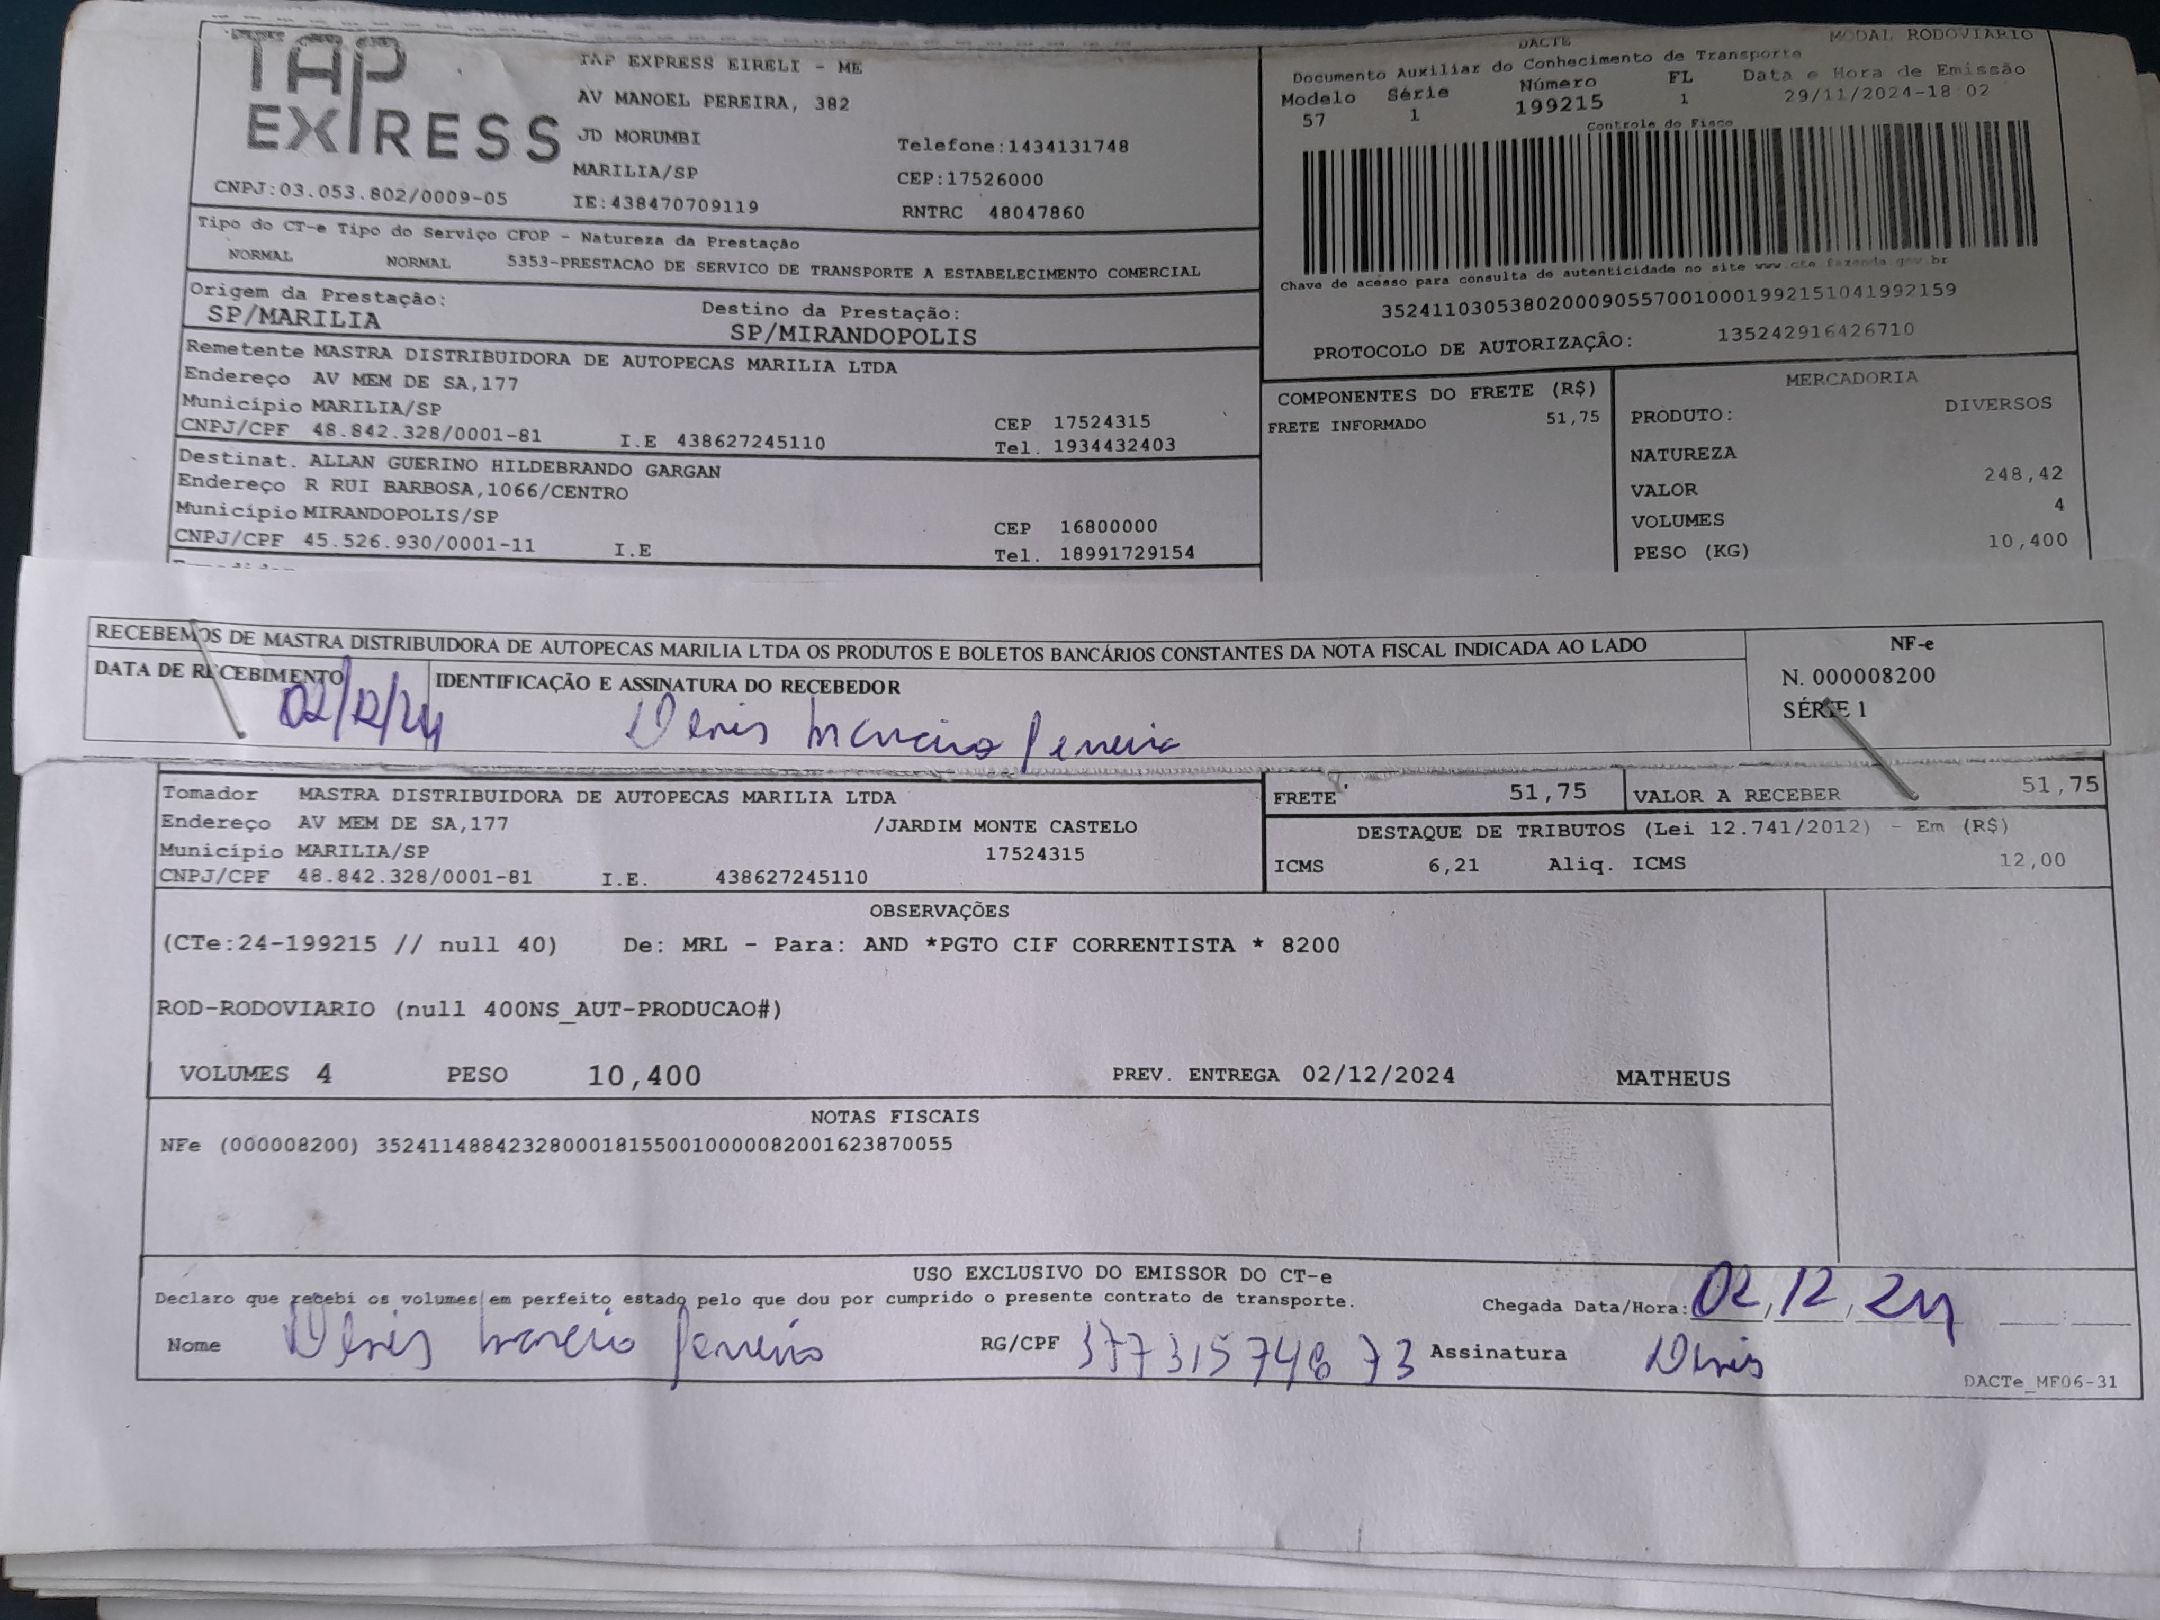 TAP EXPRESS
TAP EXPRESS EIRELI - ME
AV MANOEL PEREIRA, 382
JD MORUMBI
Telefone:1434131748
MARILIA/SP
CEP:17526000
CNPJ:03.053.802/0009-05
IE:438470709119
RNTRC 48047860
DACTE
MODAL RODOVIARIO
Documento Auxiliar do Conhecimento de Transporte
Modelo Série Número FL Data e Hora de Emissão
57 1 199215 1 29/11/2024-18:02
Controle do Fisco
Chave de acesso para consulta de autenticidade no site www.cte.fazenda.gov.br
35241103053802000905570010001992151041992159
PROTOCOLO DE AUTORIZAÇÃO: 135242916426710
Tipo do CT-e Tipo do Serviço CFOP - Natureza da Prestação
NORMAL NORMAL 5353-PRESTACAO DE SERVICO DE TRANSPORTE A ESTABELECIMENTO COMERCIAL
Origem da Prestação: Destino da Prestação:
SP/MARILIA SP/MIRANDOPOLIS
Remetente MASTRA DISTRIBUIDORA DE AUTOPECAS MARILIA LTDA
Endereço AV MEM DE SA,177
Município MARILIA/SP CEP 17524315
CNPJ/CPF 48.842.328/0001-81 I.E 438627245110 Tel. 1934432403
Destinat. ALLAN GUERINO HILDEBRANDO GARGAN
Endereço R RUI BARBOSA,1066/CENTRO
Município MIRANDOPOLIS/SP CEP 16800000
CNPJ/CPF 45.526.930/0001-11 I.E Tel. 18991729154
COMPONENTES DO FRETE (R$)
FRETE INFORMADO 51,75
MERCADORIA
PRODUTO: DIVERSOS
NATUREZA
VALOR 248,42
VOLUMES 4
PESO (KG) 10,400
RECEBEMOS DE MASTRA DISTRIBUIDORA DE AUTOPECAS MARILIA LTDA OS PRODUTOS E BOLETOS BANCÁRIOS CONSTANTES DA NOTA FISCAL INDICADA AO LADO
DATA DE RECEBIMENTO
02/12/24
IDENTIFICAÇÃO E ASSINATURA DO RECEBEDOR
Denis Marcio Ferreira
NF-e
N. 000008200
SÉRIE 1
Tomador MASTRA DISTRIBUIDORA DE AUTOPECAS MARILIA LTDA
Endereço AV MEM DE SA,177 /JARDIM MONTE CASTELO
Município MARILIA/SP 17524315
CNPJ/CPF 48.842.328/0001-81 I.E. 438627245110
FRETE 51,75 VALOR A RECEBER 51,75
DESTAQUE DE TRIBUTOS (Lei 12.741/2012) - Em (R$)
ICMS 6,21 Aliq. ICMS 12,00
OBSERVAÇÕES
(CTe:24-199215 // null 40) De: MRL - Para: AND *PGTO CIF CORRENTISTA * 8200
ROD-RODOVIARIO (null 400NS_AUT-PRODUCAO#)
VOLUMES 4 PESO 10,400 PREV. ENTREGA 02/12/2024 MATHEUS
NOTAS FISCAIS
NFe (000008200) 35241148842328000181550010000082001623870055
USO EXCLUSIVO DO EMISSOR DO CT-e
Declaro que recebi os volumes em perfeito estado pelo que dou por cumprido o presente contrato de transporte.
Chegada Data/Hora: 02,12,24
Nome Denis Marcio Ferreira RG/CPF 37731574873 Assinatura Denis
DACTe_MF06-31